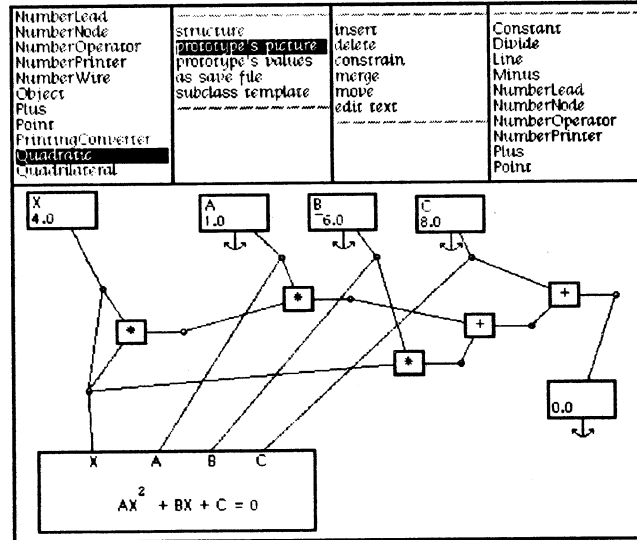 NumberLead
NumberNode
NumberOperator
NumberPrinter
NumberWire
Object
Plus
Point
PrintingConverter
Quadratic
Quadrilateral
structure
prototype's picture
prototype's values
as save file
subclass template
insert
delete
constrain
merge
move
edit text
Constant
Divide
Line
Minus
NumberLead
NumberNode
NumberOperator
NumberPrinter
Plus
Point
X
4.0
A
1.0
B
¯6.0
C
8.0
*
*
+
+
*
0.0
X A B C
AX² + BX + C = 0